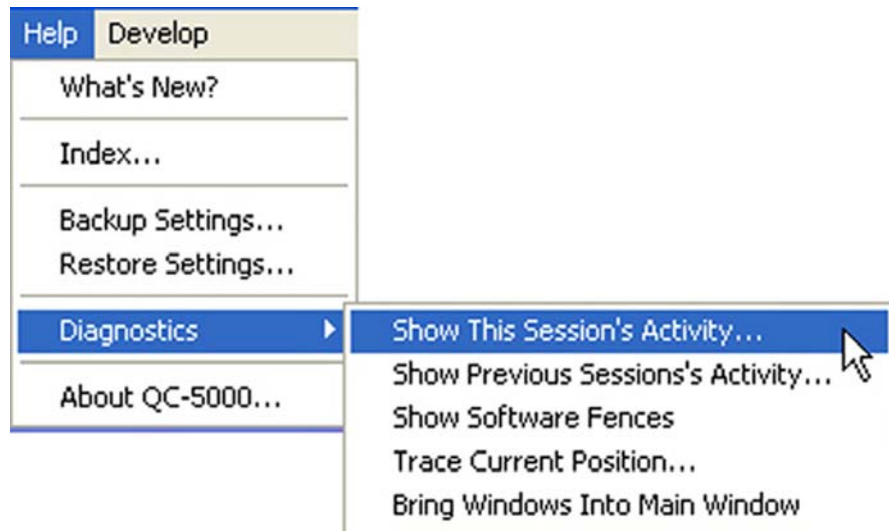 Help Develop
What's New?
Index...
Backup Settings...
Restore Settings...
Diagnostics
About QC-5000...
Show This Session's Activity...
Show Previous Sessions's Activity...
Show Software Fences
Trace Current Position...
Bring Windows Into Main Window